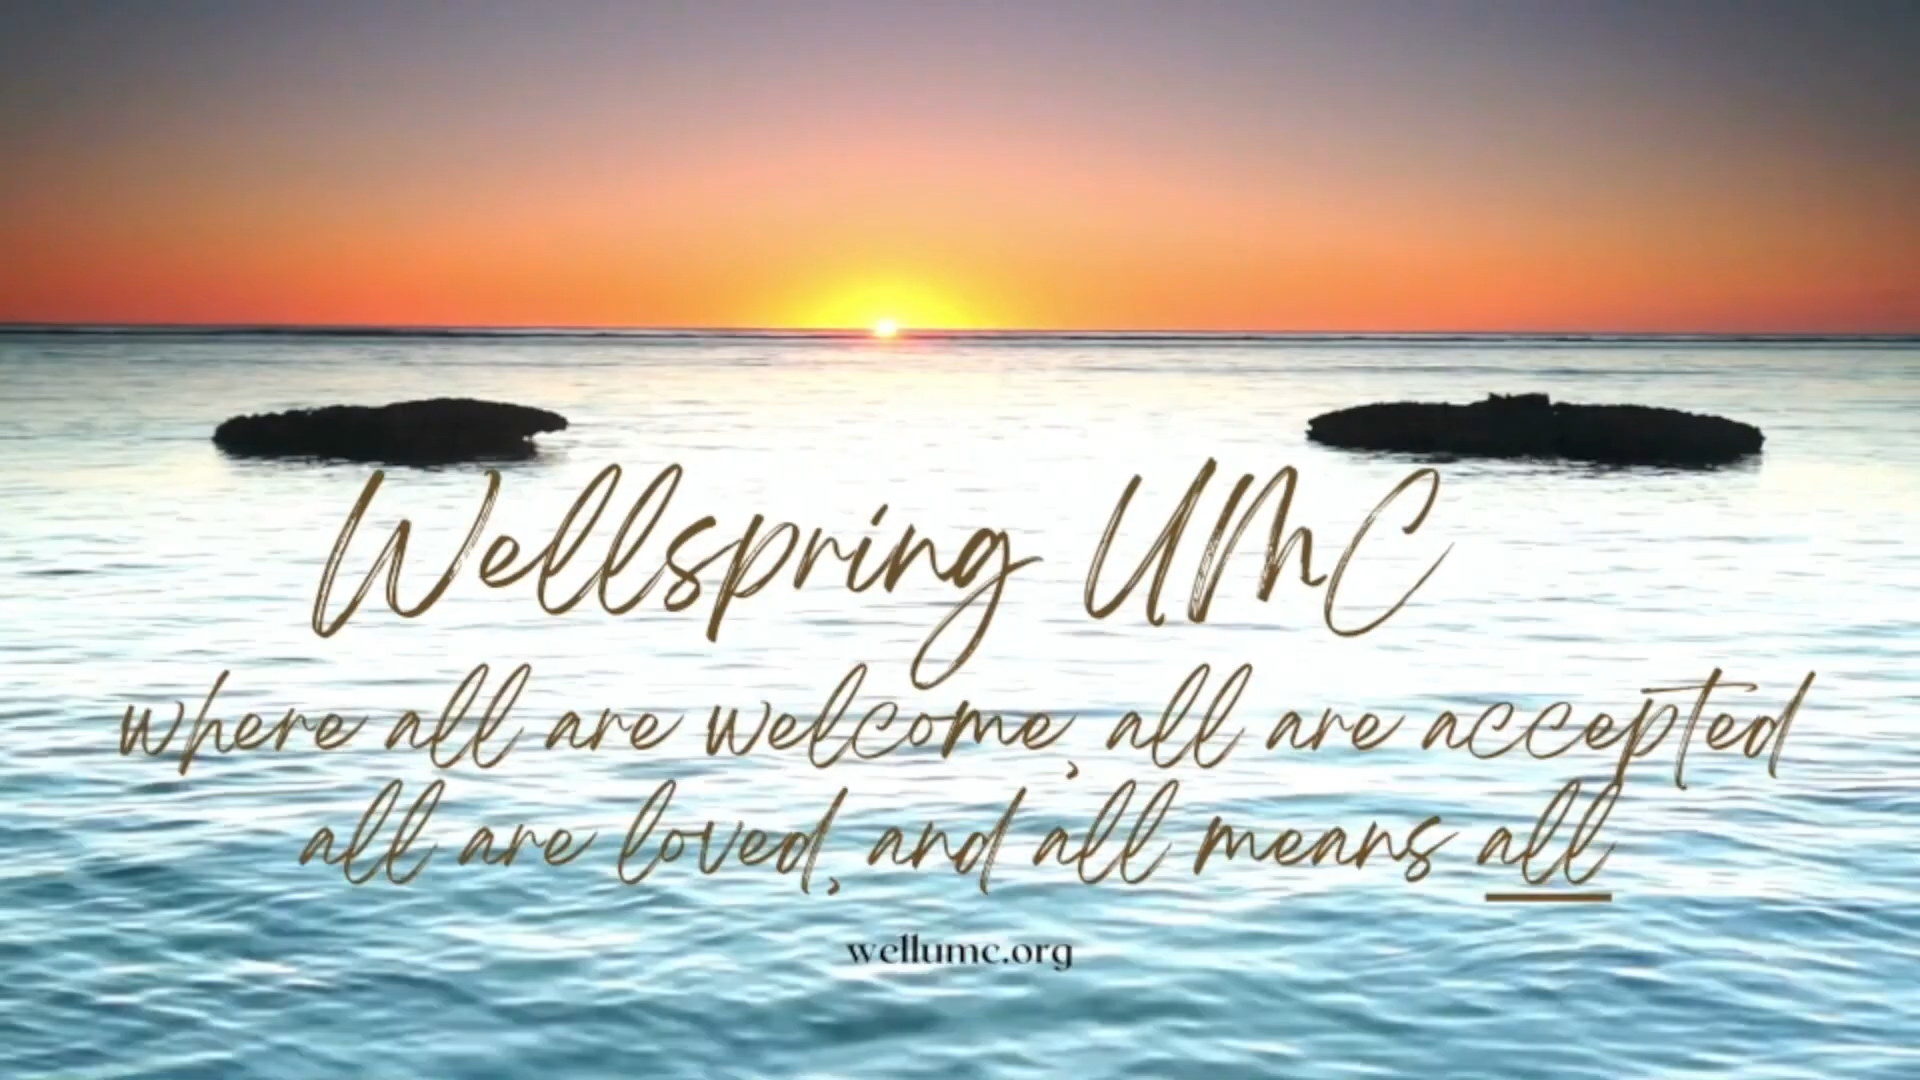 Wellspring UMC
where all are welcome, all are accepted
all are loved, and all means all
wellumc.org